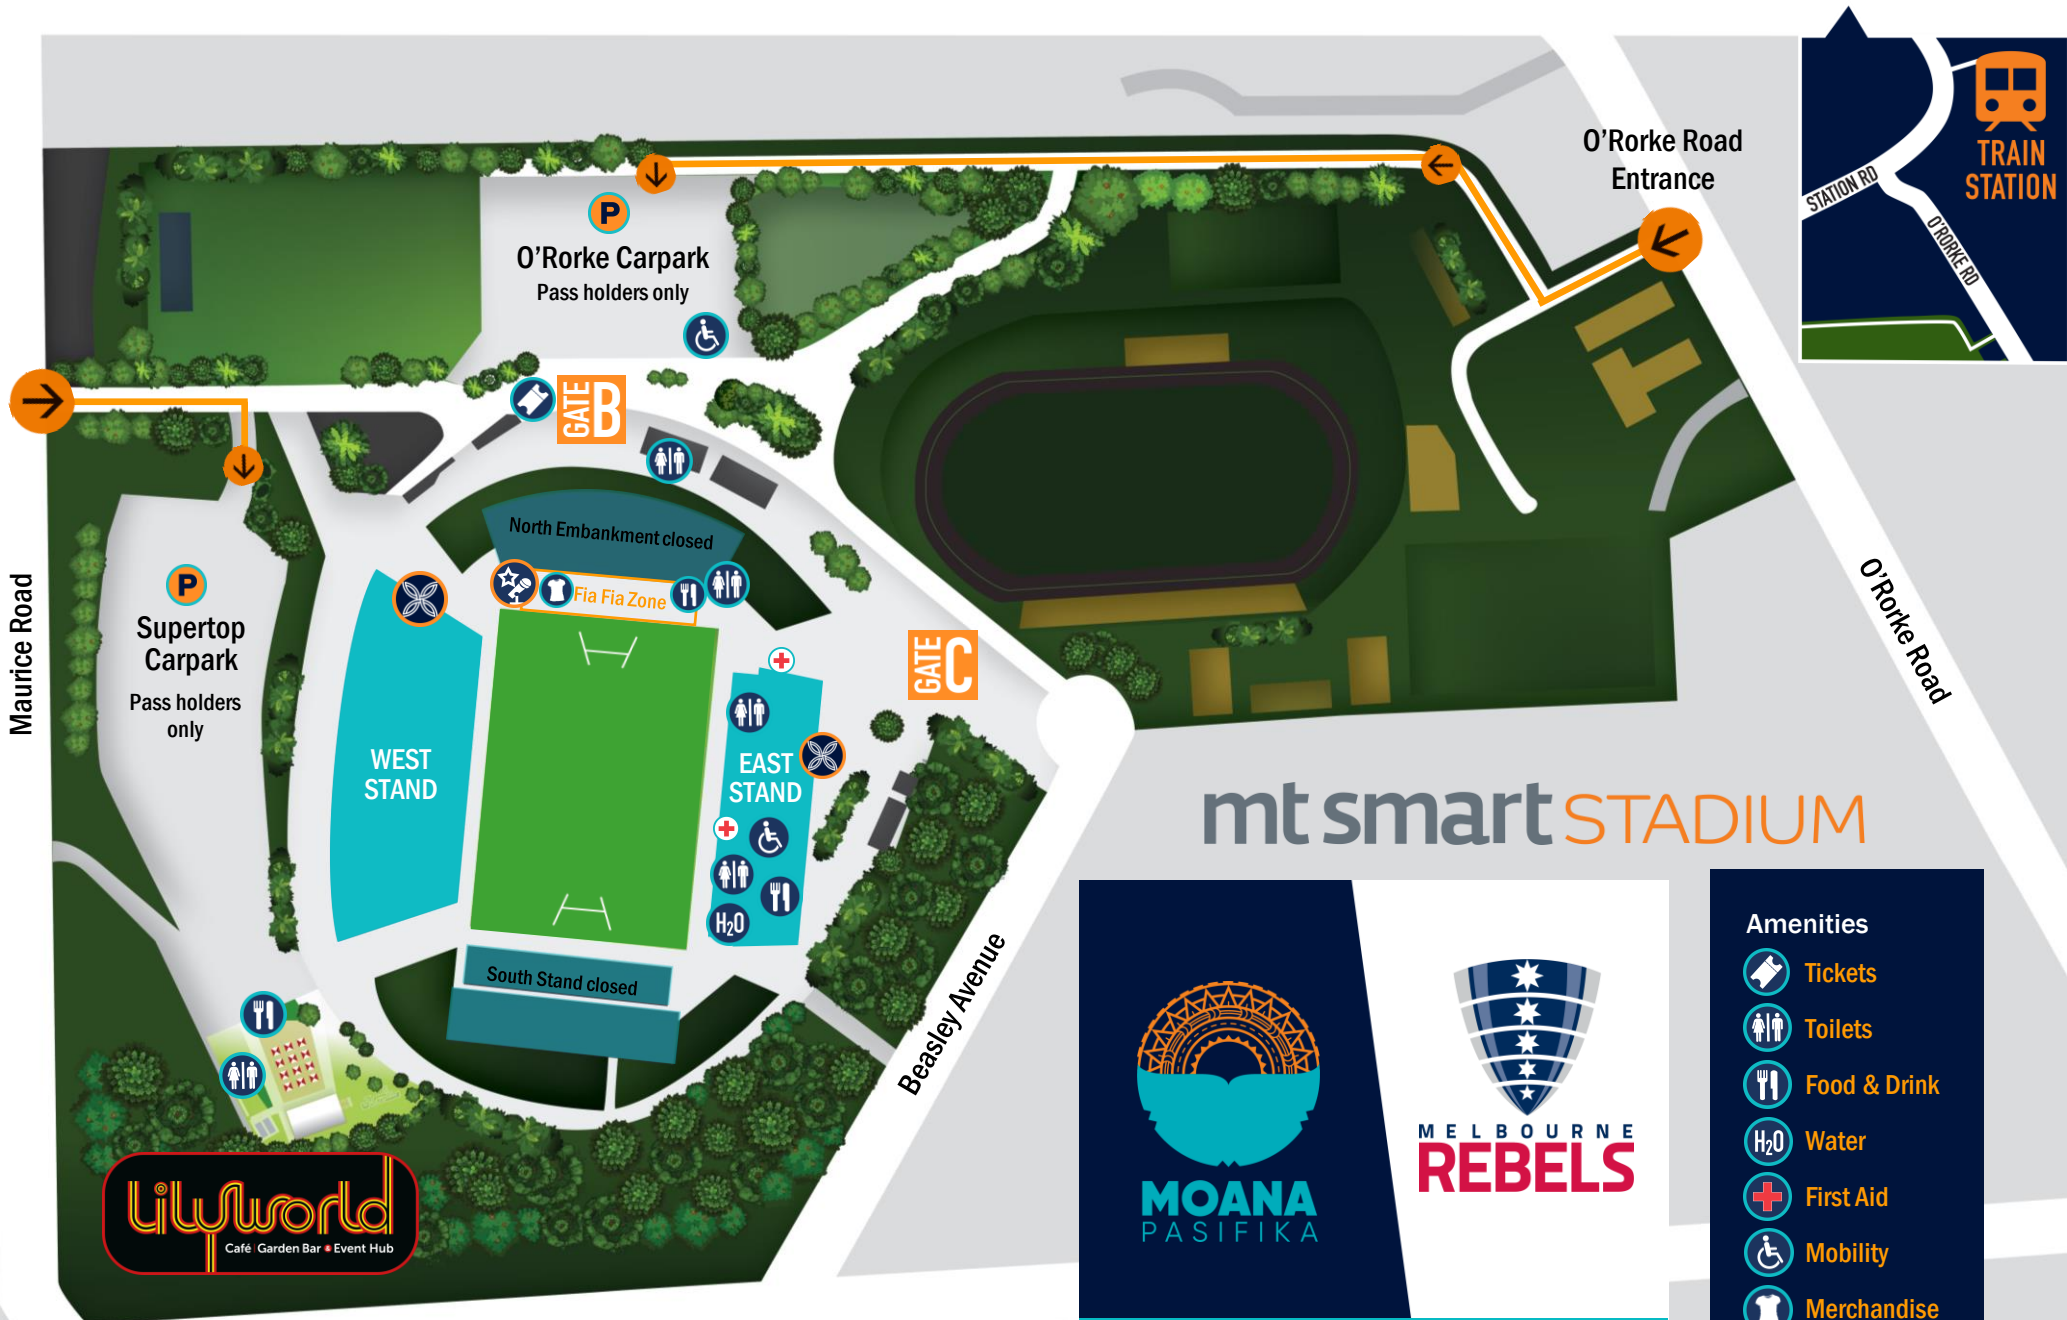 O'Rorke Road
Entrance
TRAIN
STATION
STATION RD
O'RORKE RD
P
O'Rorke Carpark
Pass holders only
GATE B
North Embankment closed
Fia Fia Zone
Maurice Road
P
Supertop
Carpark
Pass holders
only
GATE C
O'Rorke Road
WEST
STAND
EAST
STAND
H2O
mt smart STADIUM
South Stand closed
Beasley Avenue
Lilyworld
Café | Garden Bar & Event Hub
MOANA
PASIFIKA
MELBOURNE
REBELS
Amenities
Tickets
Toilets
Food & Drink
H2O Water
First Aid
Mobility
Merchandise